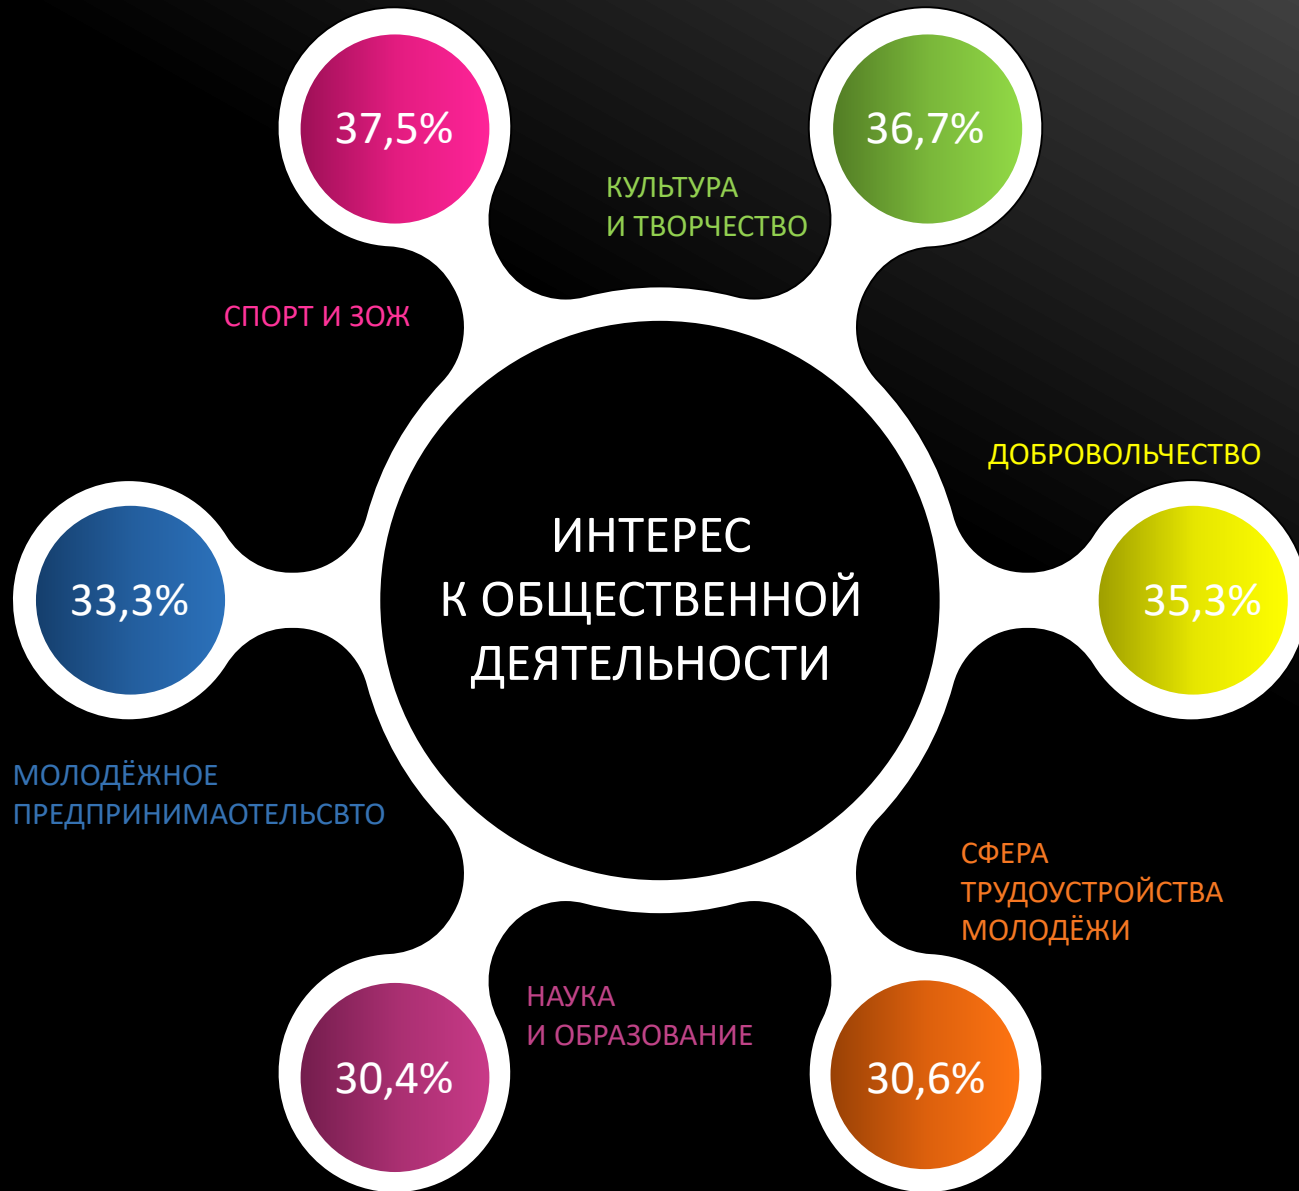 37,5%
36,7%
КУЛЬТУРА
И ТВОРЧЕСТВО
СПОРТ И ЗОЖ
ДОБРОВОЛЬЧЕСТВО
ИНТЕРЕС
К ОБЩЕСТВЕННОЙ
ДЕЯТЕЛЬНОСТИ
33,3%
35,3%
МОЛОДЁЖНОЕ
ПРЕДПРИНИМАОТЕЛЬСВТО
СФЕРА
ТРУДОУСТРОЙСТВА
МОЛОДЁЖИ
НАУКА
И ОБРАЗОВАНИЕ
30,4%
30,6%